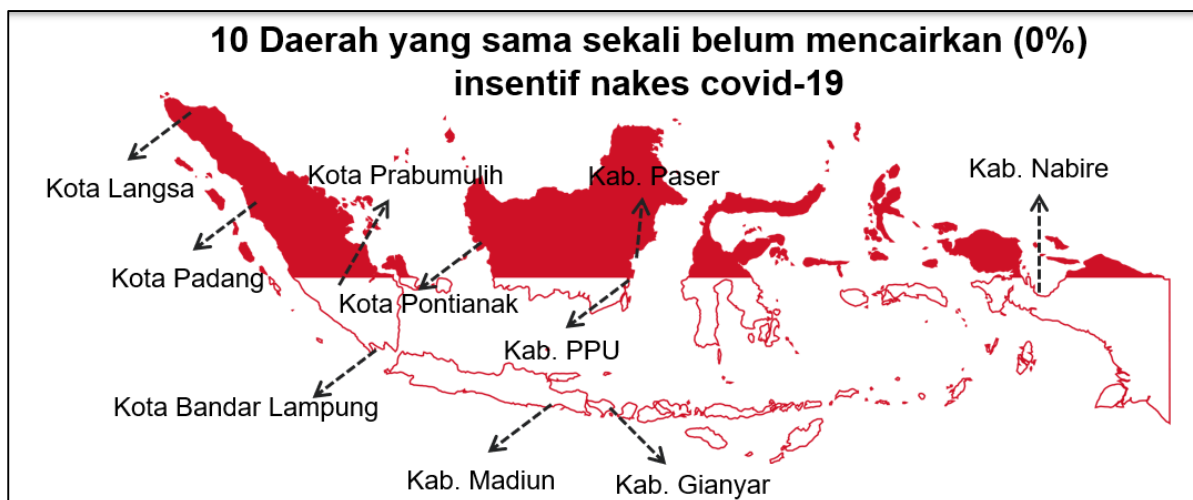 10 Daerah yang sama sekali belum mencairkan (0%)
insentif nakes covid-19
Kota Langsa
Kota Prabumulih
Kab. Paser
Kab. Nabire
Kota Padang
Kota Pontianak
Kab. PPU
Kota Bandar Lampung
Kab. Madiun
Kab. Gianyar